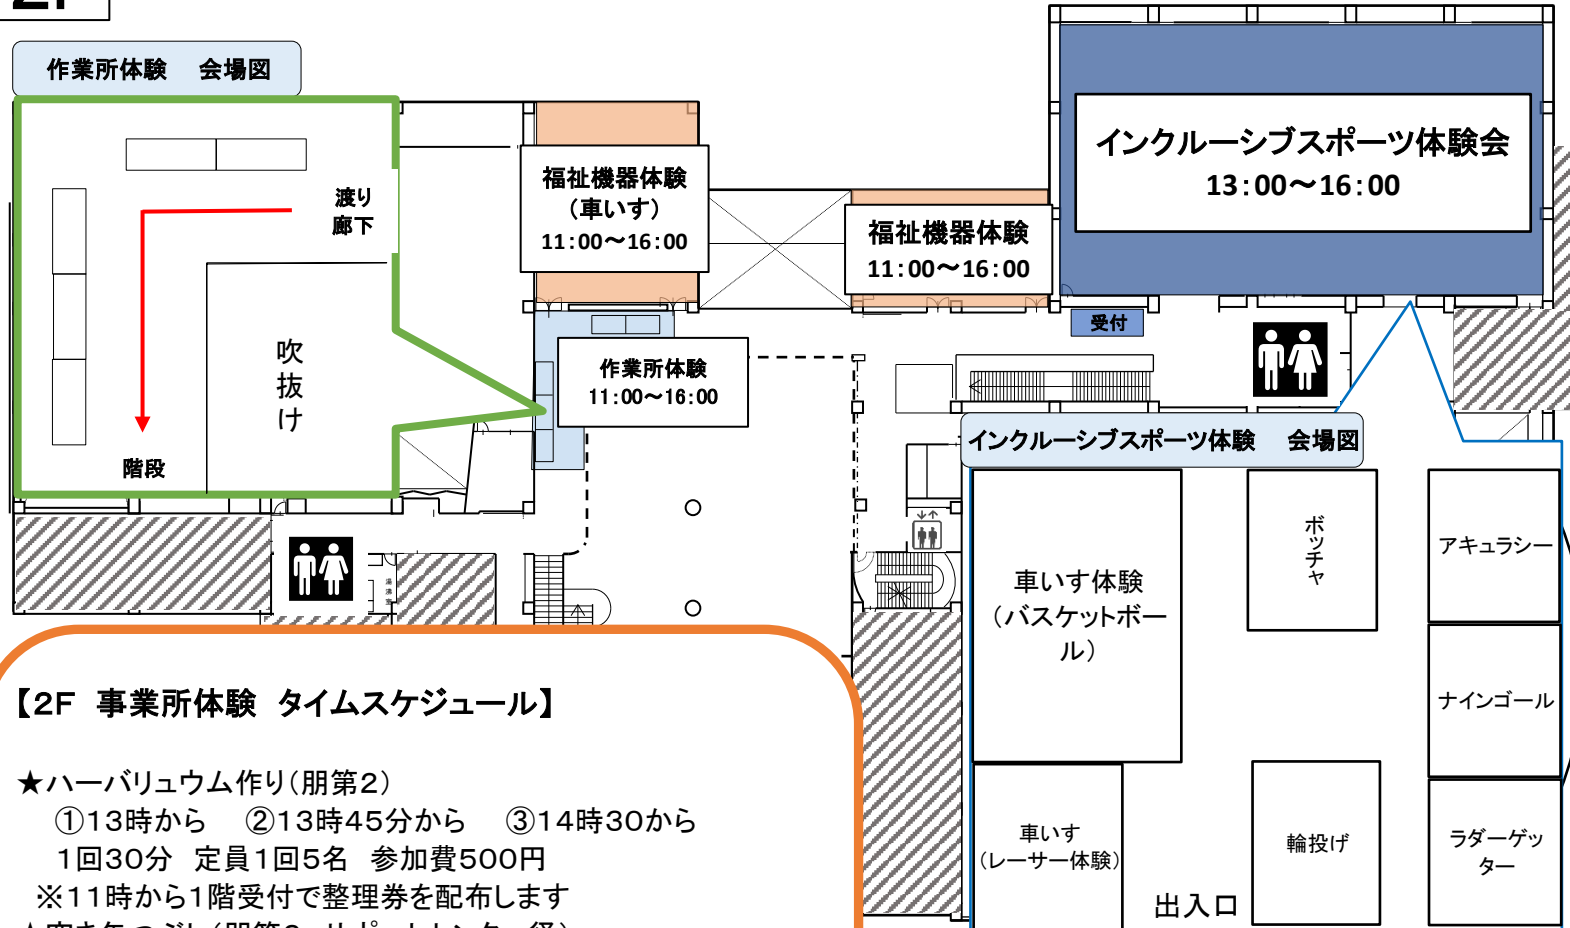 2F
作業所体験　会場図
渡り
廊下
吹
抜
け
階段
福祉機器体験
（車いす）
11：00～16：00
福祉機器体験
11：00～16：00
インクルーシブスポーツ体験会
13：00～16：00
受付
作業所体験
11：00～16：00
湯沸室
インクルーシブスポーツ体験　会場図
車いす体験
（バスケットボー
ル）
ボッチャ
アキュラシー
ナインゴール
車いす
（レーサー体験）
輪投げ
ラダーゲッ
ター
出入口
【2F 事業所体験 タイムスケジュール】
★ハーバリュウム作り（朋第２）
①１３時から　②１３時４５分から　③１４時３０から
１回３０分 定員１回５名 参加費５００円
※１１時から１階受付で整理券を配布します